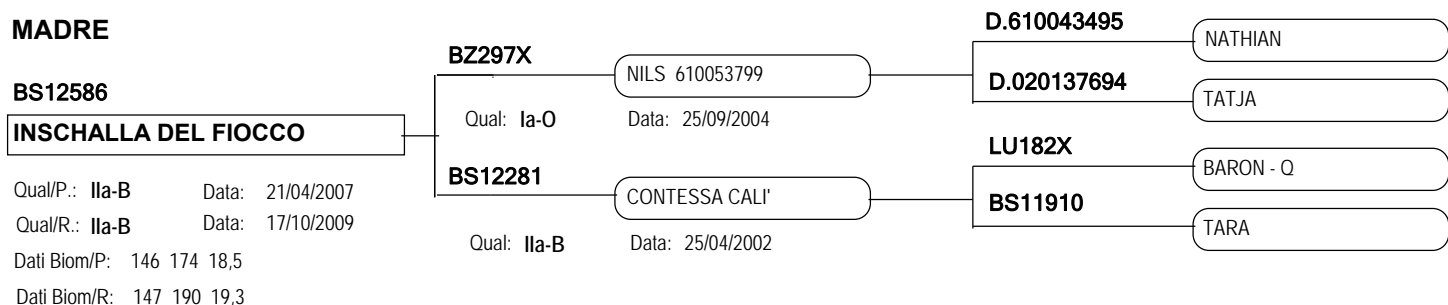 MADRE
BS12586
INSCHALLA DEL FIOCCO
Qual/P.: IIa-B Data: 21/04/2007
Qual/R.: IIa-B Data: 17/10/2009
Dati Biom/P: 146 174 18,5
Dati Biom/R: 147 190 19,3
BZ297X
NILS 610053799
Qual: Ia-O Data: 25/09/2004
BS12281
CONTESSA CALI'
Qual: IIa-B Data: 25/04/2002
D.610043495
NATHIAN
D.020137694
TATJA
LU182X
BARON - Q
BS11910
TARA